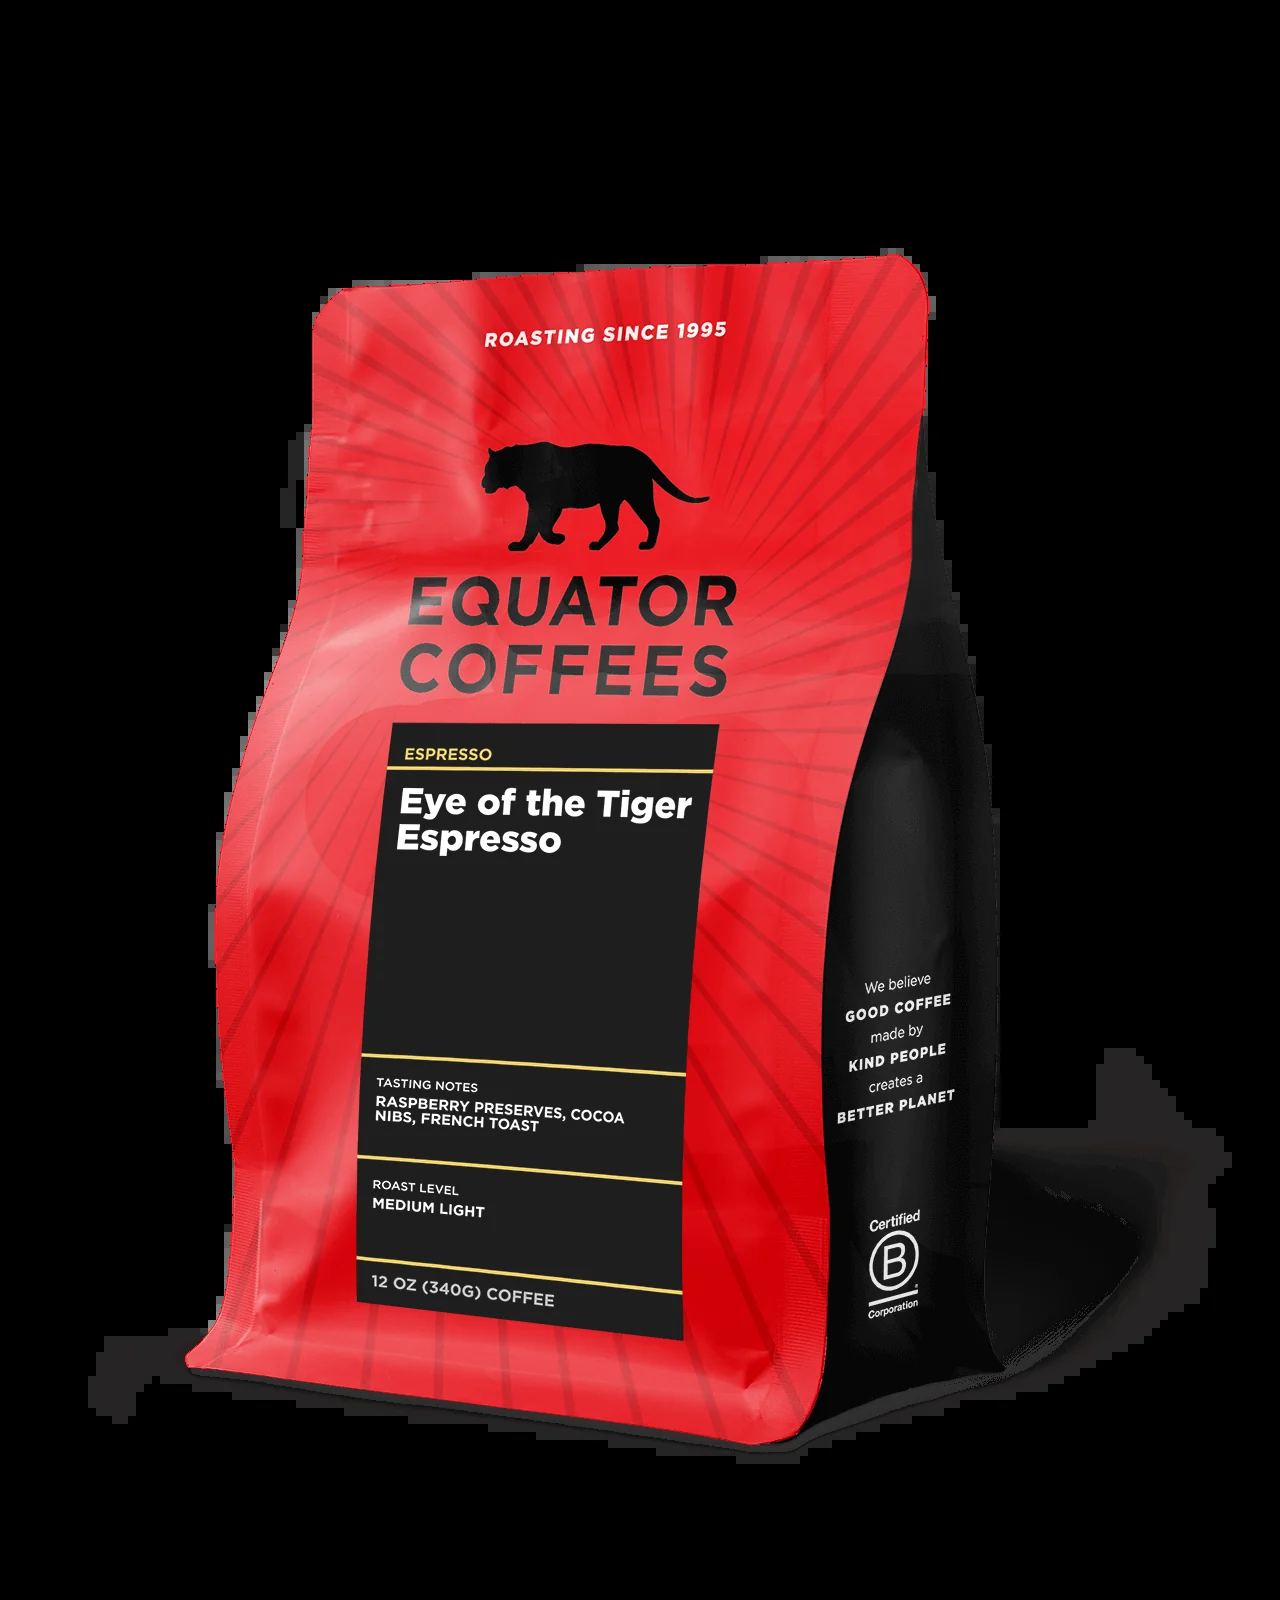 ROASTING SINCE 1995
EQUATOR
COFFEES
ESPRESSO
Eye of the Tiger
Espresso
TASTING NOTES
RASPBERRY PRESERVES, COCOA
NIBS, FRENCH TOAST
ROAST LEVEL
MEDIUM LIGHT
12 OZ (340G) COFFEE
We believe
GOOD COFFEE
made by
KIND PEOPLE
creates a
BETTER PLANET
Certified
B
Corporation